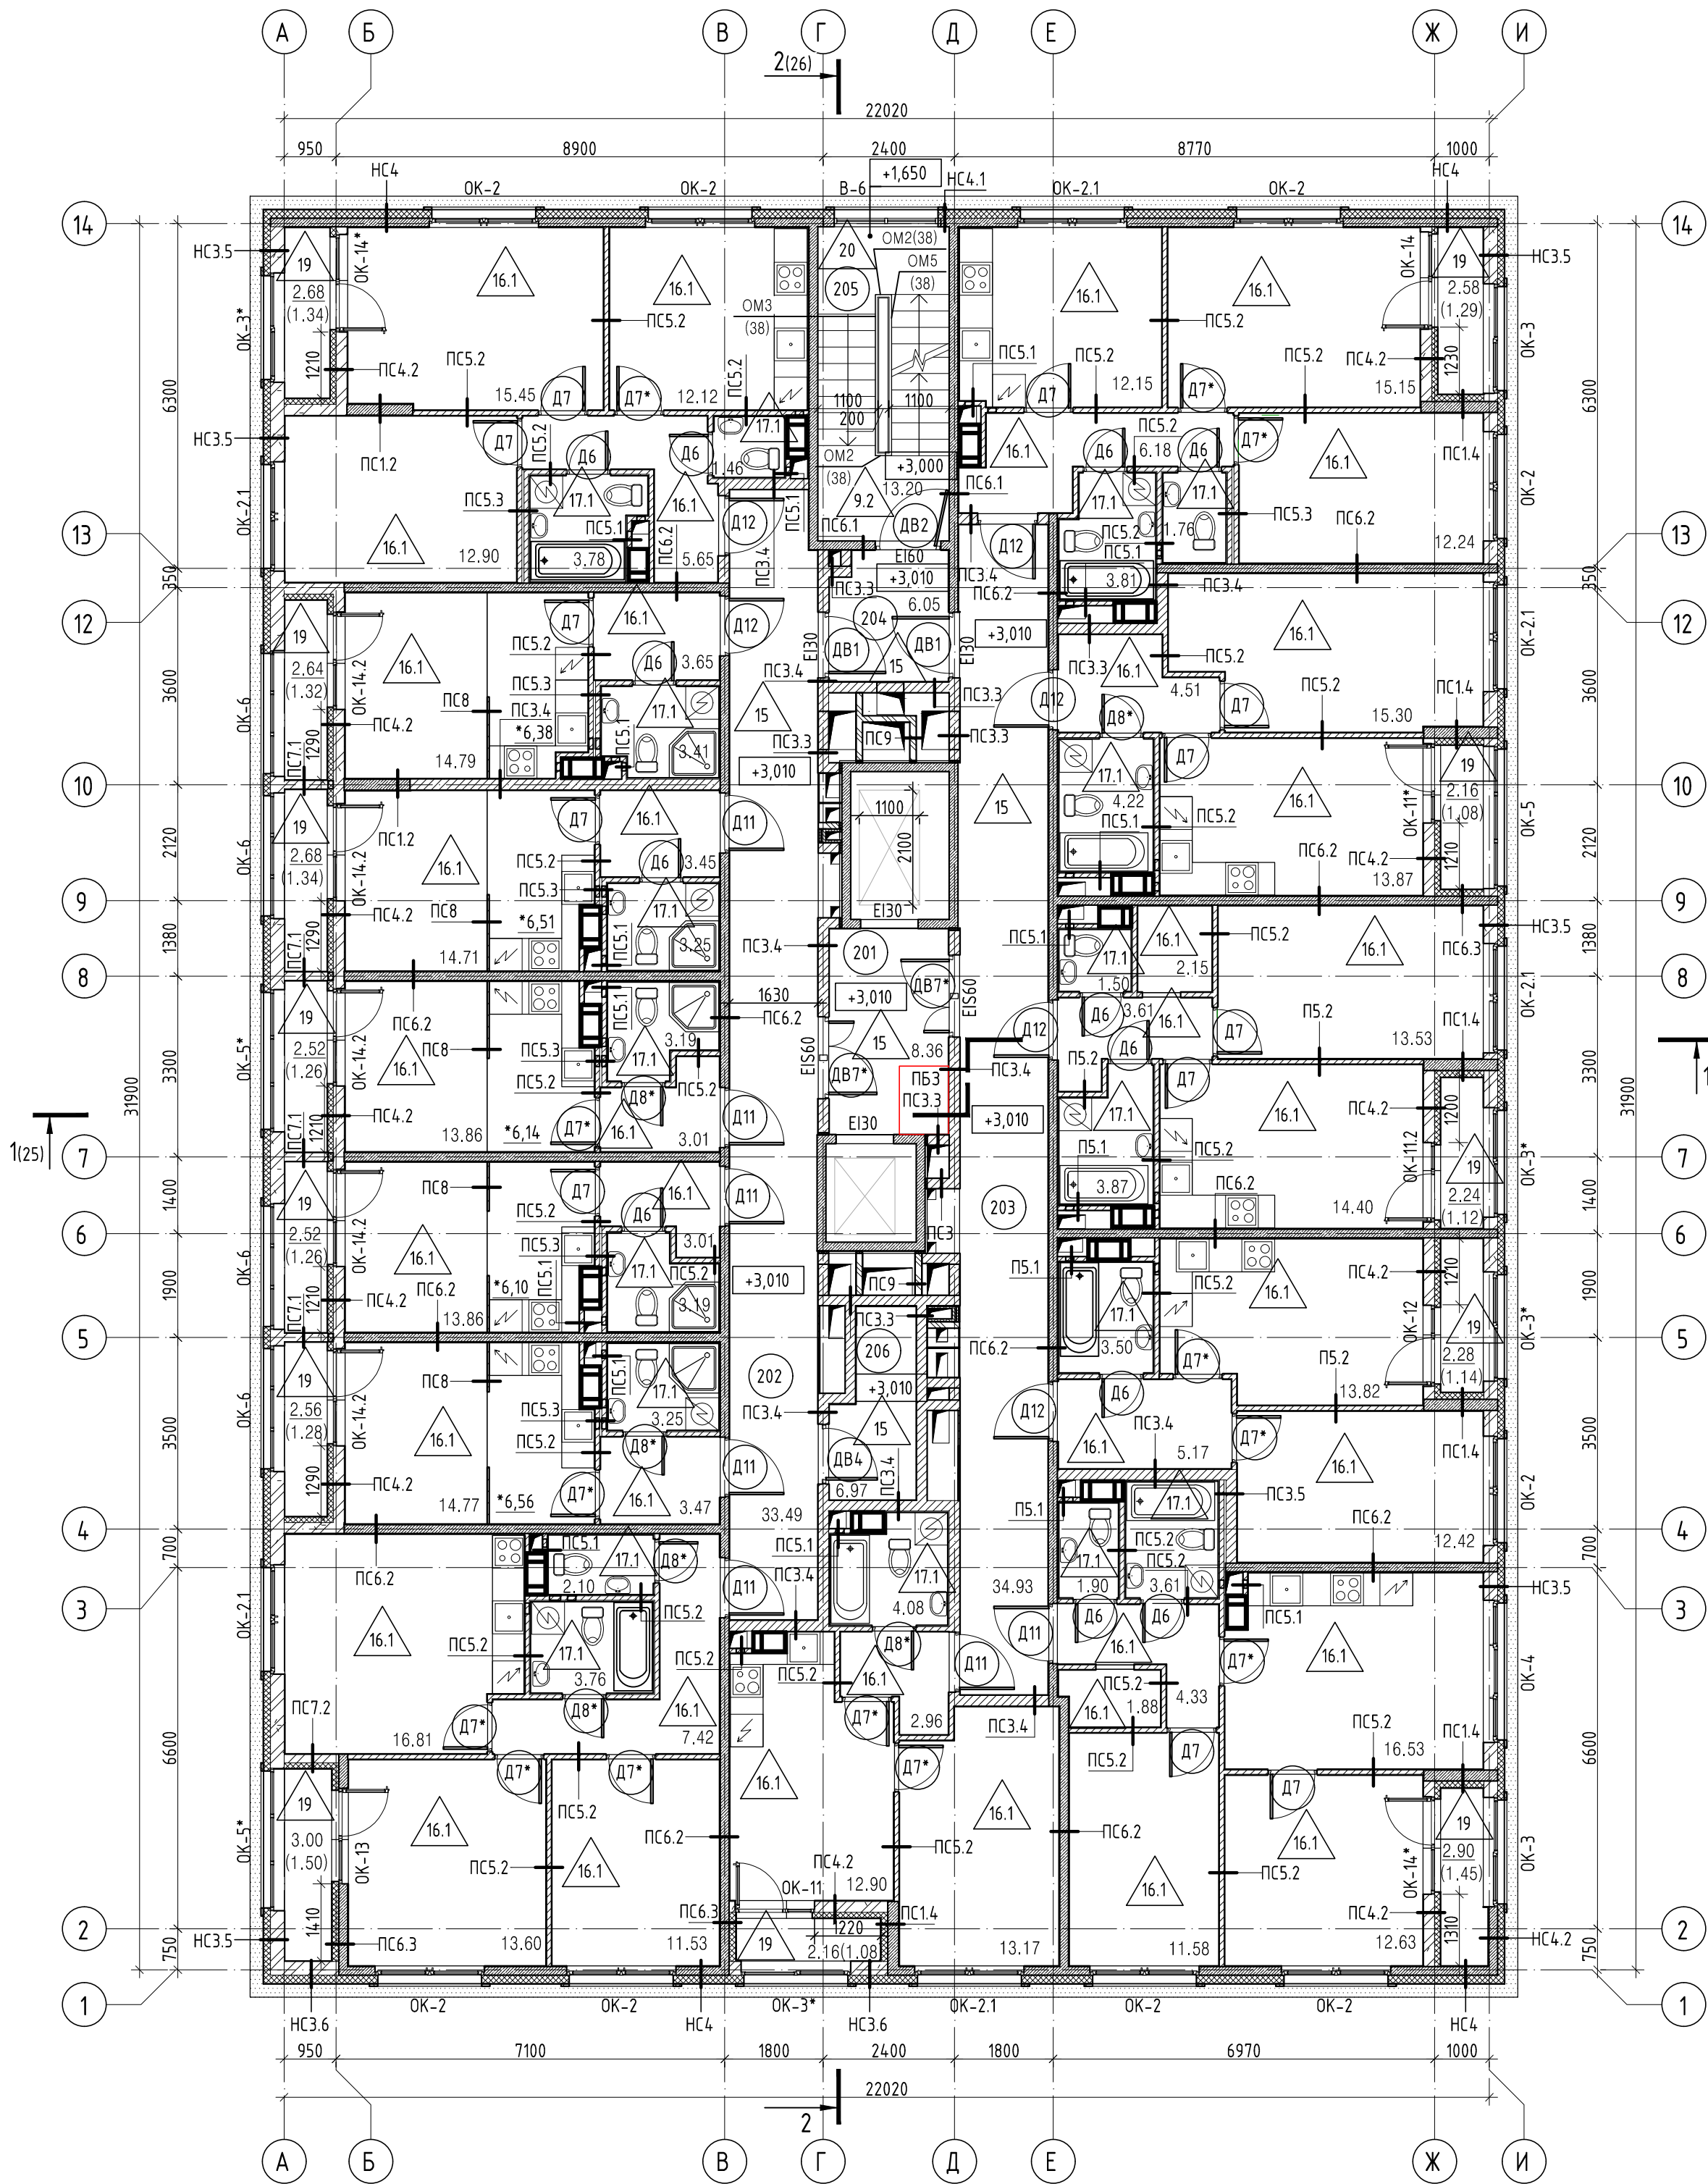 А Б В Г Д Е Ж И
2(26)
22020
950 8900 2400 8770 1000
+1,650
НС4 ОК-2 ОК-2 В-6 НС4.1 ОК-2.1 ОК-2 НС4
14 14
НС3.5 19 ОК-14* 20 ОМ2(38) ОК-14 19 НС3.5
2.68 16.1 16.1 205 ОМ5 16.1 16.1 2.58
(1.34) (38) (1.29)
ОК-3* ОМ3 ПС5.2 ПС5.2 ОК-3
(38)
6300 1210 ПС4.2 ПС5.2 ПС5.2 ПС5.1 ПС5.2 ПС5.2 ПС4.2 1230 6300
15.45 Д7 Д7* 12.12 1100 1100 Д7 12.15 Д7* 15.15
200
НС3.5 Д7 ПС5.2 17.1 ПС5.2 Д7* ПС1.4
ПС1.2 Д6 Д6 1.46 ОМ2 +3,000 16.1 Д6 6.18 Д6 16.1
(38) 13.20
ОК-2.1 ПС5.3 17.1 16.1 9.2 ПС6.1 17.1 17.1 ПС5.3 ОК-2
ПС5.1 ПС6.2 Д12 ПС5.1 ПС6.1 ДВ2 Д12 ПС5.2 1.76 ПС6.2
13 16.1 12.90 3.78 5.65 ПС3.4 EI60 ПС5.1 12.24 13
350 +3,010 ПС3.4 3.81 ПС3.4 350
12 ПС3.3 6.05 ПС6.2 12
19 Д7 16.1 Д12 204 +3,010 16.1 ОК-2.1
2.64 16.1 ПС5.2 Д6 3.65 EI30 ДВ1 ДВ1 EI30 ПС3.3 16.1 ПС5.2
(1.32) ОК-14.2 ПС5.3 ПС3.4 15 4.51 ПС1.4
3600 ОК-6 ПС8 ПС3.4 17.1 15 ПС3.3 Д12 Д8* Д7 ПС5.2 15.30 3600
1290 ПС4.2 *6,38 ПС5.1 ПС3.3 ПС9 ПС3.3 19
ПС7.1 14.79 3.41 +3,010 17.1 Д7
10 16.1 15 4.22 16.1 ОК-11* 2.16 10
19 Д7 Д11 1100 ПС5.1 ПС5.2 (1.08) ОК-5
ОК-6 2.68 ОК-14.2 ПС1.2 2100
2120 (1.34) 16.1 ПС5.2 Д6 3.45 ПС6.2 ПС4.2 1210 2120
ПС5.3 13.87
9 ПС4.2 ПС8 *6,51 17.1 EI30 9
1380 1290 ПС5.1 3.25 ПС3.4 201 ПС5.1 16.1 ПС5.2 16.1 ПС6.3 НС3.5 1380
ПС7.1 14.71 17.1 2.15
8 1.50 8
19 ПС5.1 1630 +3,010 ДВ7* EIS60 Д12 Д6 3.61 ОК-2.1
ОК-5* 2.52 ОК-14.2 ПС6.2 ПС8 3.19 ПС6.2 16.1 Д7 П5.2 13.53 ПС1.4
3300 (1.26) 16.1 ПС5.3 17.1 EIS60 15 8.36 Д6 3300
ПС5.2 ПС5.2 ДВ7* ПБ3 ПС3.4 П5.2 Д7 1200
31900 ПС4.2 Д8* ПС3.3 17.1 16.1 ПС4.2 31900
1(25) 1210 *6,14 Д7* 16.1 Д11 EI30 +3,010 П5.1 ПС5.2 ОК-11.2 19 ОК-3* 1
7 ПС7.1 13.86 3.01 7
1400 19 ПС8 Д7 16.1 Д11 203 3.87 ПС6.2 14.40 2.24 1400
6 2.52 ОК-14.2 ПС5.2 Д6 ПС3 (1.12) 6
ОК-6 (1.26) 16.1 ПС5.3 3.01 П5.1 ПС5.2 16.1 ПС4.2 1210
1900 ПС7.1 1210 ПС4.2 ПС6.2 *6,10 ПС5.1 17.1 ПС5.2 +3,010 ПС9 17.1 ОК-12 19 ОК-3* 1900
13.86 3.19 ПС3.3
5 206 ПС6.2 3.50 Д7* П5.2 2.28 5
19 ПС8 ПС5.1 17.1 202 +3,010 Д6 13.82 (1.14)
ОК-6 2.56 ОК-14.2 ПС5.3 3.25 ПС3.4 Д12
3500 (1.28) 16.1 ПС5.2 Д8* 15 16.1 ПС3.4 5.17 Д7* 16.1 ПС1.4 3500
1290 ПС4.2 Д7* 16.1 Д11 ДВ4 ПС3.4 ОК-2
14.77 *6,56 3.47 6.97 П5.1 17.1 ПС3.5
4 33.49 ПС6.2 12.42 4
700 ПС5.1 17.1 Д8* ПС5.1 17.1 ПС5.2 700
ПС6.2 2.10 Д11 ПС3.4 17.1 34.93 17.1 ПС5.2 НС3.5
3 ОК-2.1 ПС5.2 4.08 1.90 3.61 ПС5.1 3
16.1 ПС5.2 17.1 ПС5.2 Д8* Д11 Д6 Д6 16.1
3.76 ПС5.2 16.1 Д11 16.1 Д7* ОК-4
ПС7.2 16.1 ПС5.2
6600 16.81 Д7* Д8* 7.42 Д7* 2.96 ПС3.4 16.1 1.88 4.33 ПС5.2 16.53 ПС1.4 6600
19 Д7* Д7* 16.1 Д7* ПС5.2 Д7 Д7 19
ОК-5* 3.00 ОК-13 16.1 ПС5.2 16.1 ПС6.2 16.1 ПС6.2 16.1 2.90 ОК-3
(1.50) ПС5.2 16.1 ПС4.2 ПС5.2 16.1 ПС5.2 ОК-14* (1.45)
1410 ОК-11 12.90 ПС4.2 1310
2 ПС6.3 ПС1.4 2
НС3.5 ПС6.3 13.60 11.53 19 220 13.17 11.58 12.63 НС4.2
750 2.16(1.08) 750
1 ОК-2 ОК-2 ОК-3* ОК-2.1 ОК-2 ОК-2 1
НС3.6 НС4 НС3.6 НС4
950 7100 1800 2400 1800 6970 1000
22020
2
А Б В Г Д Е Ж И